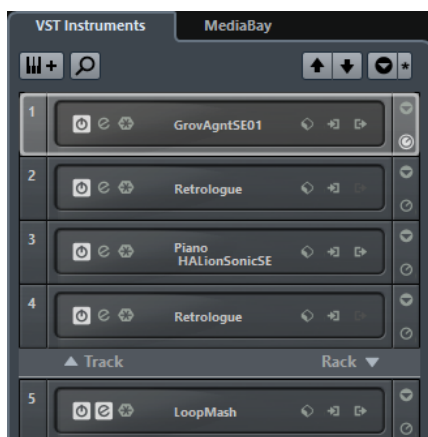 VST Instruments MediaBay
+ *
1 GrovAgntSE01
2 Retrologue
3 Piano
HALionSonicSE
4 Retrologue
Track Rack
5 e LoopMash